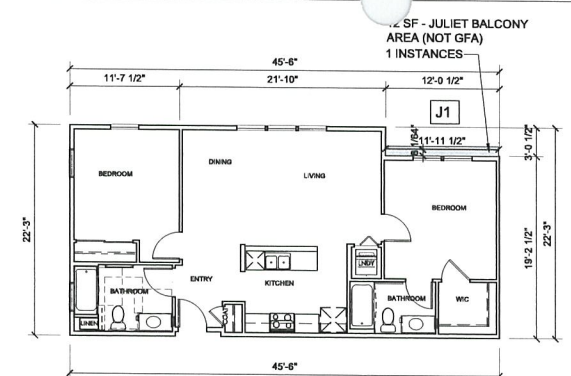 12 SF - JULIET BALCONY
AREA (NOT GFA)
1 INSTANCES
45'-6"
11'-7 1/2"
21'-10"
12'-0 1/2"
J1
11'-11 1/2"
3'-0 1/2"
DINING
LIVING
BEDROOM
BEDROOM
22'-3"
19'-2 1/2"
22'-3"
LNDY
ENTRY
KITCHEN
BATHROOM
BATHROOM
WIC
COAT
LINEN
45'-6"